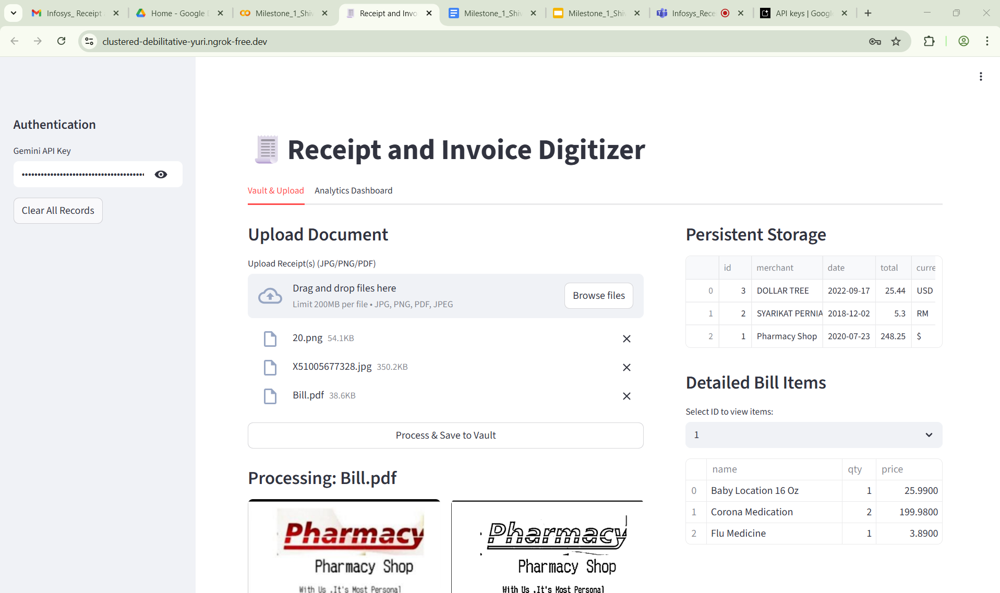 Infosys_ Receipt
Home - Google
Milestone_1_Shiv
Receipt and Invo
Milestone_1_Shiv
Milestone_1_Shiv
Infosys_Rece
API keys | Googl
clustered-debilitative-yuri.ngrok-free.dev
Authentication
Gemini API Key
••••••••••••••••••••••••••••••••••••••
Clear All Records
Receipt and Invoice Digitizer
Vault & Upload
Analytics Dashboard
Upload Document
Upload Receipt(s) (JPG/PNG/PDF)
Drag and drop files here
Limit 200MB per file • JPG, PNG, PDF, JPEG
Browse files
20.png 54.1KB
X51005677328.jpg 350.2KB
Bill.pdf 38.6KB
Process & Save to Vault
Processing: Bill.pdf
Pharmacy
Pharmacy Shop
With Us ,It's Most Personal
Pharmacy
Pharmacy Shop
With Us ,It's Most Personal
Persistent Storage
id merchant date total curre
0 3 DOLLAR TREE 2022-09-17 25.44 USD
1 2 SYARIKAT PERNIA 2018-12-02 5.3 RM
2 1 Pharmacy Shop 2020-07-23 248.25 $
Detailed Bill Items
Select ID to view items:
1
name qty price
0 Baby Location 16 Oz 1 25.9900
1 Corona Medication 2 199.9800
2 Flu Medicine 1 3.8900